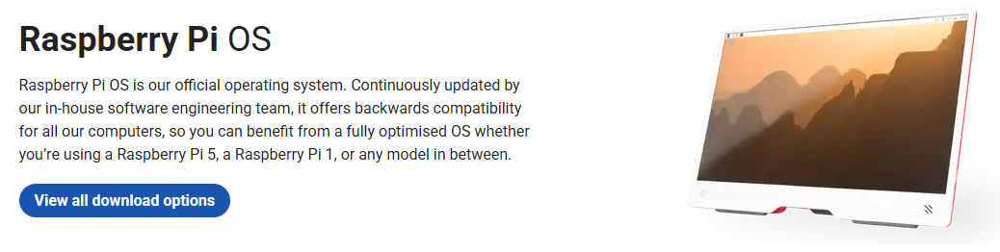 Raspberry Pi OS
Raspberry Pi OS is our official operating system. Continuously updated by
our in-house software engineering team, it offers backwards compatibility
for all our computers, so you can benefit from a fully optimised OS whether
you’re using a Raspberry Pi 5, a Raspberry Pi 1, or any model in between.
View all download options